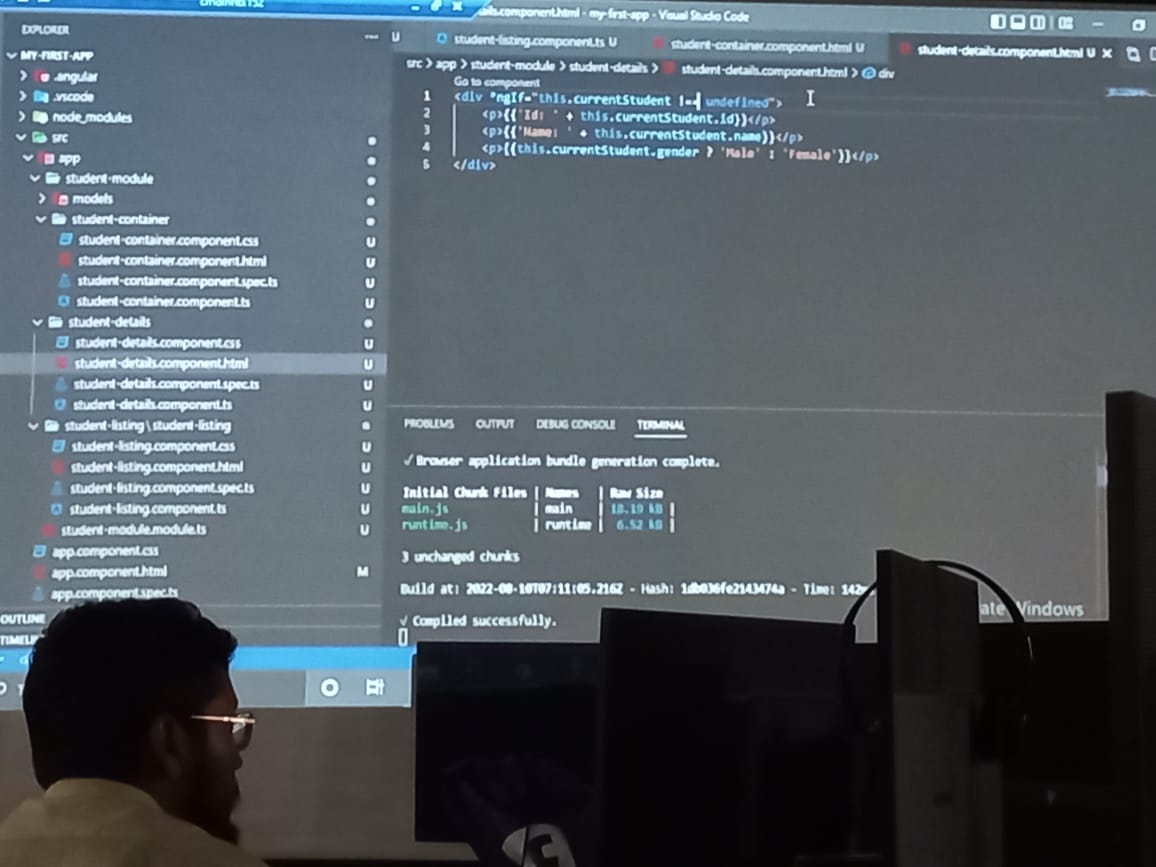 student-details.component.html - my-first-app - Visual Studio Code
EXPLORER
student-listing.component.ts U
student-container.component.html U
student-details.component.html U
MY-FIRST-APP
src > app > student-module > student-details > student-details.component.html > div
.angular
.vscode
node_modules
src
app
student-module
models
student-container
student-container.component.css U
student-container.component.html U
student-container.component.spec.ts U
student-container.component.ts U
student-details
student-details.component.css U
student-details.component.html U
student-details.component.spec.ts U
student-details.component.ts U
student-listing\student-listing
student-listing.component.css U
student-listing.component.html U
student-listing.component.spec.ts U
student-listing.component.ts U
student-module.module.ts U
app.component.css
app.component.html M
app.component.spec.ts
OUTLINE
Go to component
1 <div *ngIf="this.currentStudent !== undefined">
2 <p>{{'Id: ' + this.currentStudent.id}}</p>
3 <p>{{'Name: ' + this.currentStudent.name}}</p>
4 <p>{{this.currentStudent.gender ? 'Male' : 'Female'}}</p>
5 </div>
PROBLEMS OUTPUT DEBUG CONSOLE TERMINAL
√ Browser application bundle generation complete.
Initial Chunk Files | Names | Raw Size
main.js | main | 18.19 kB |
runtime.js | runtime | 6.52 kB |
3 unchanged chunks
Build at: 2022-08-10T07:11:05.216Z - Hash: 1db036fe2143474a - Time: 142
√ Compiled successfully.
Windows